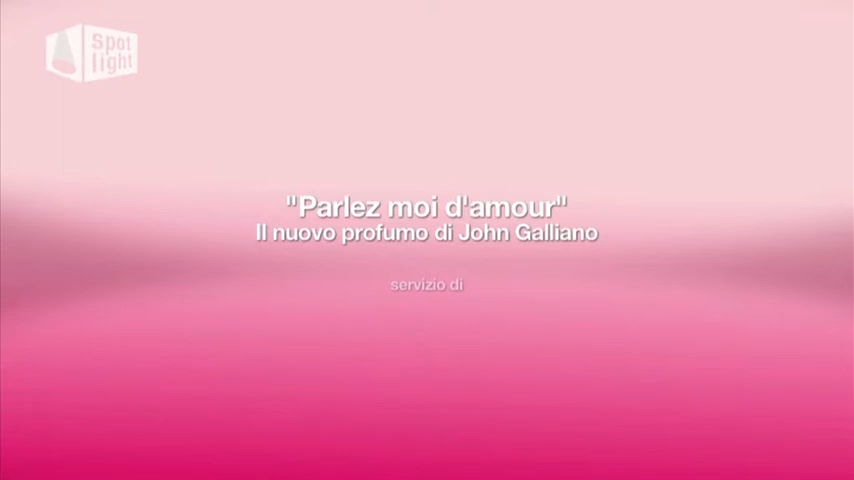 Spot
light
"Parlez moi d'amour"
Il nuovo profumo di John Galliano
servizio di